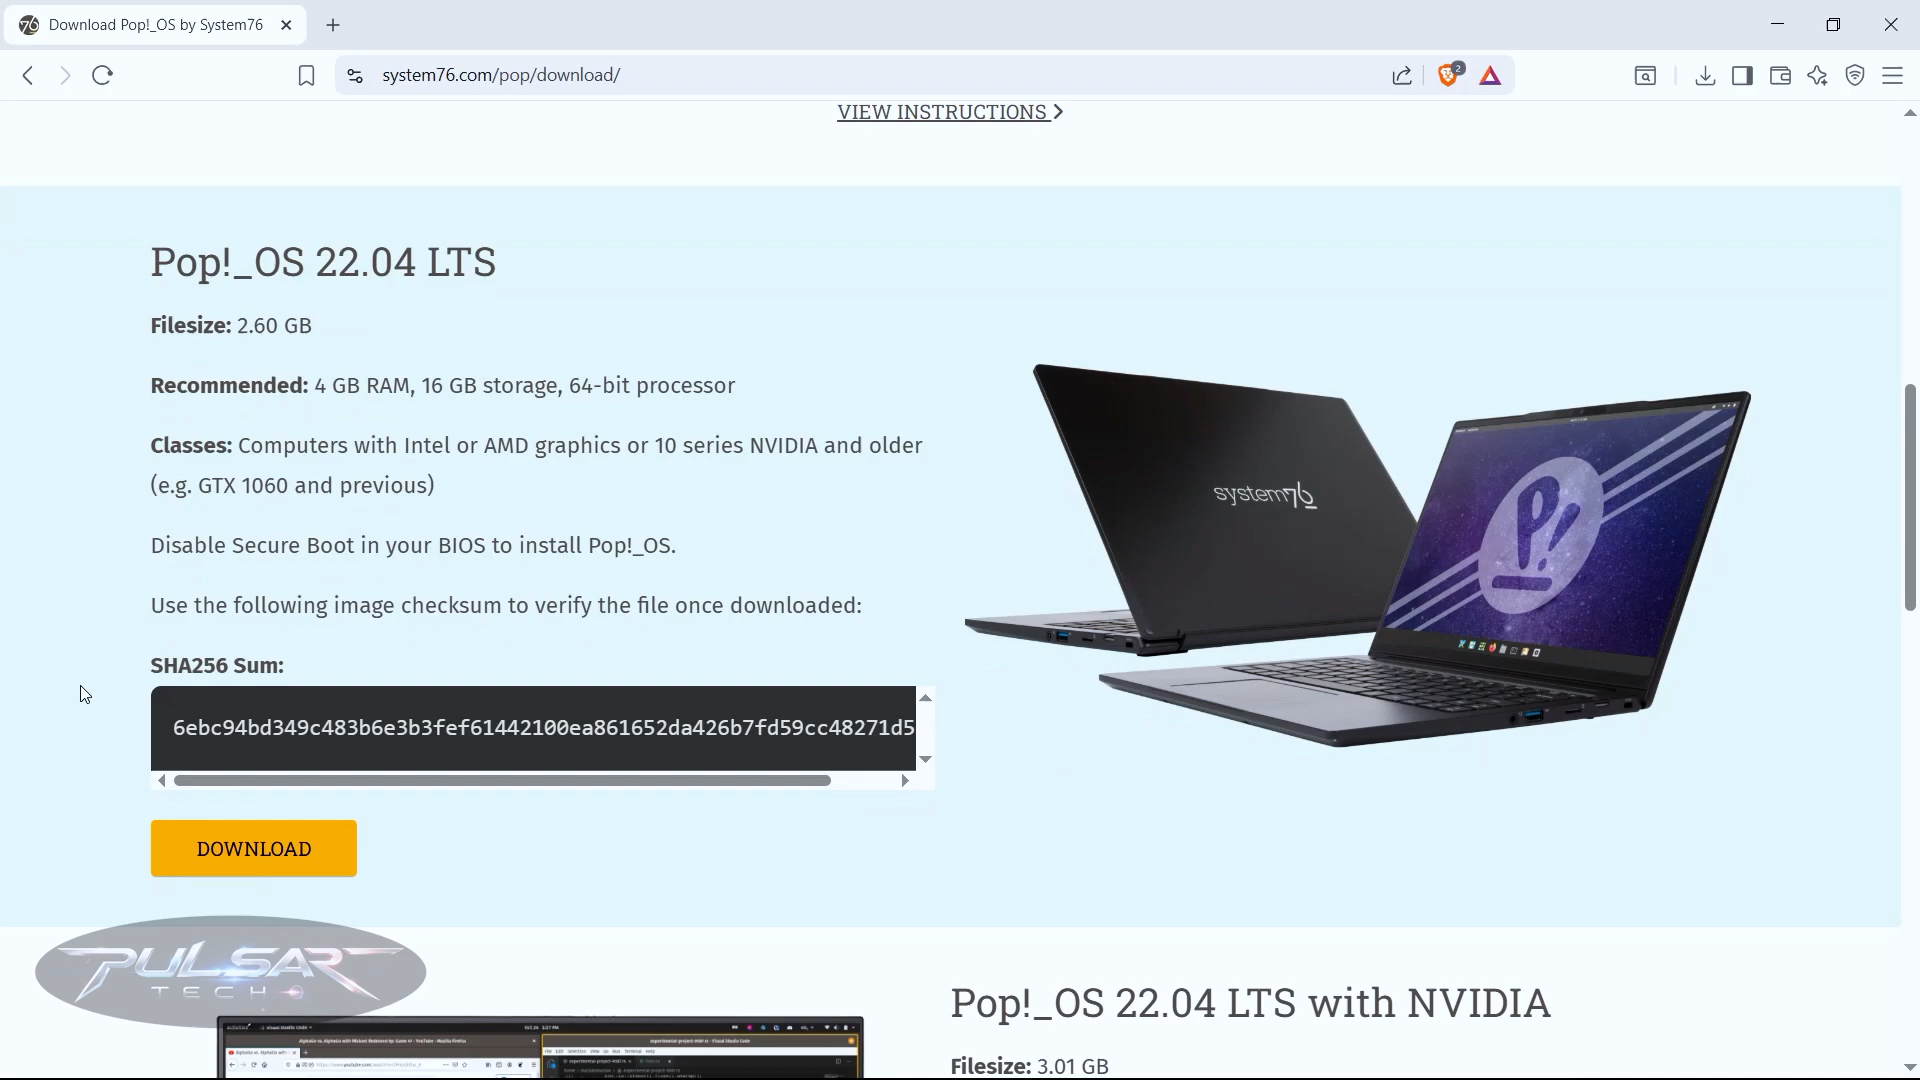 Download Pop!_OS by System76
system76.com/pop/download/
2
VIEW INSTRUCTIONS
Pop!_OS 22.04 LTS
Filesize: 2.60 GB
Recommended: 4 GB RAM, 16 GB storage, 64-bit processor
Classes: Computers with Intel or AMD graphics or 10 series NVIDIA and older
(e.g. GTX 1060 and previous)
Disable Secure Boot in your BIOS to install Pop!_OS.
Use the following image checksum to verify the file once downloaded:
SHA256 Sum:
6ebc94bd349c483b6e3b3fef61442100ea861652da426b7fd59cc48271d5
DOWNLOAD
system76
P!
PULSAR
TECH
Pop!_OS 22.04 LTS with NVIDIA
Filesize: 3.01 GB